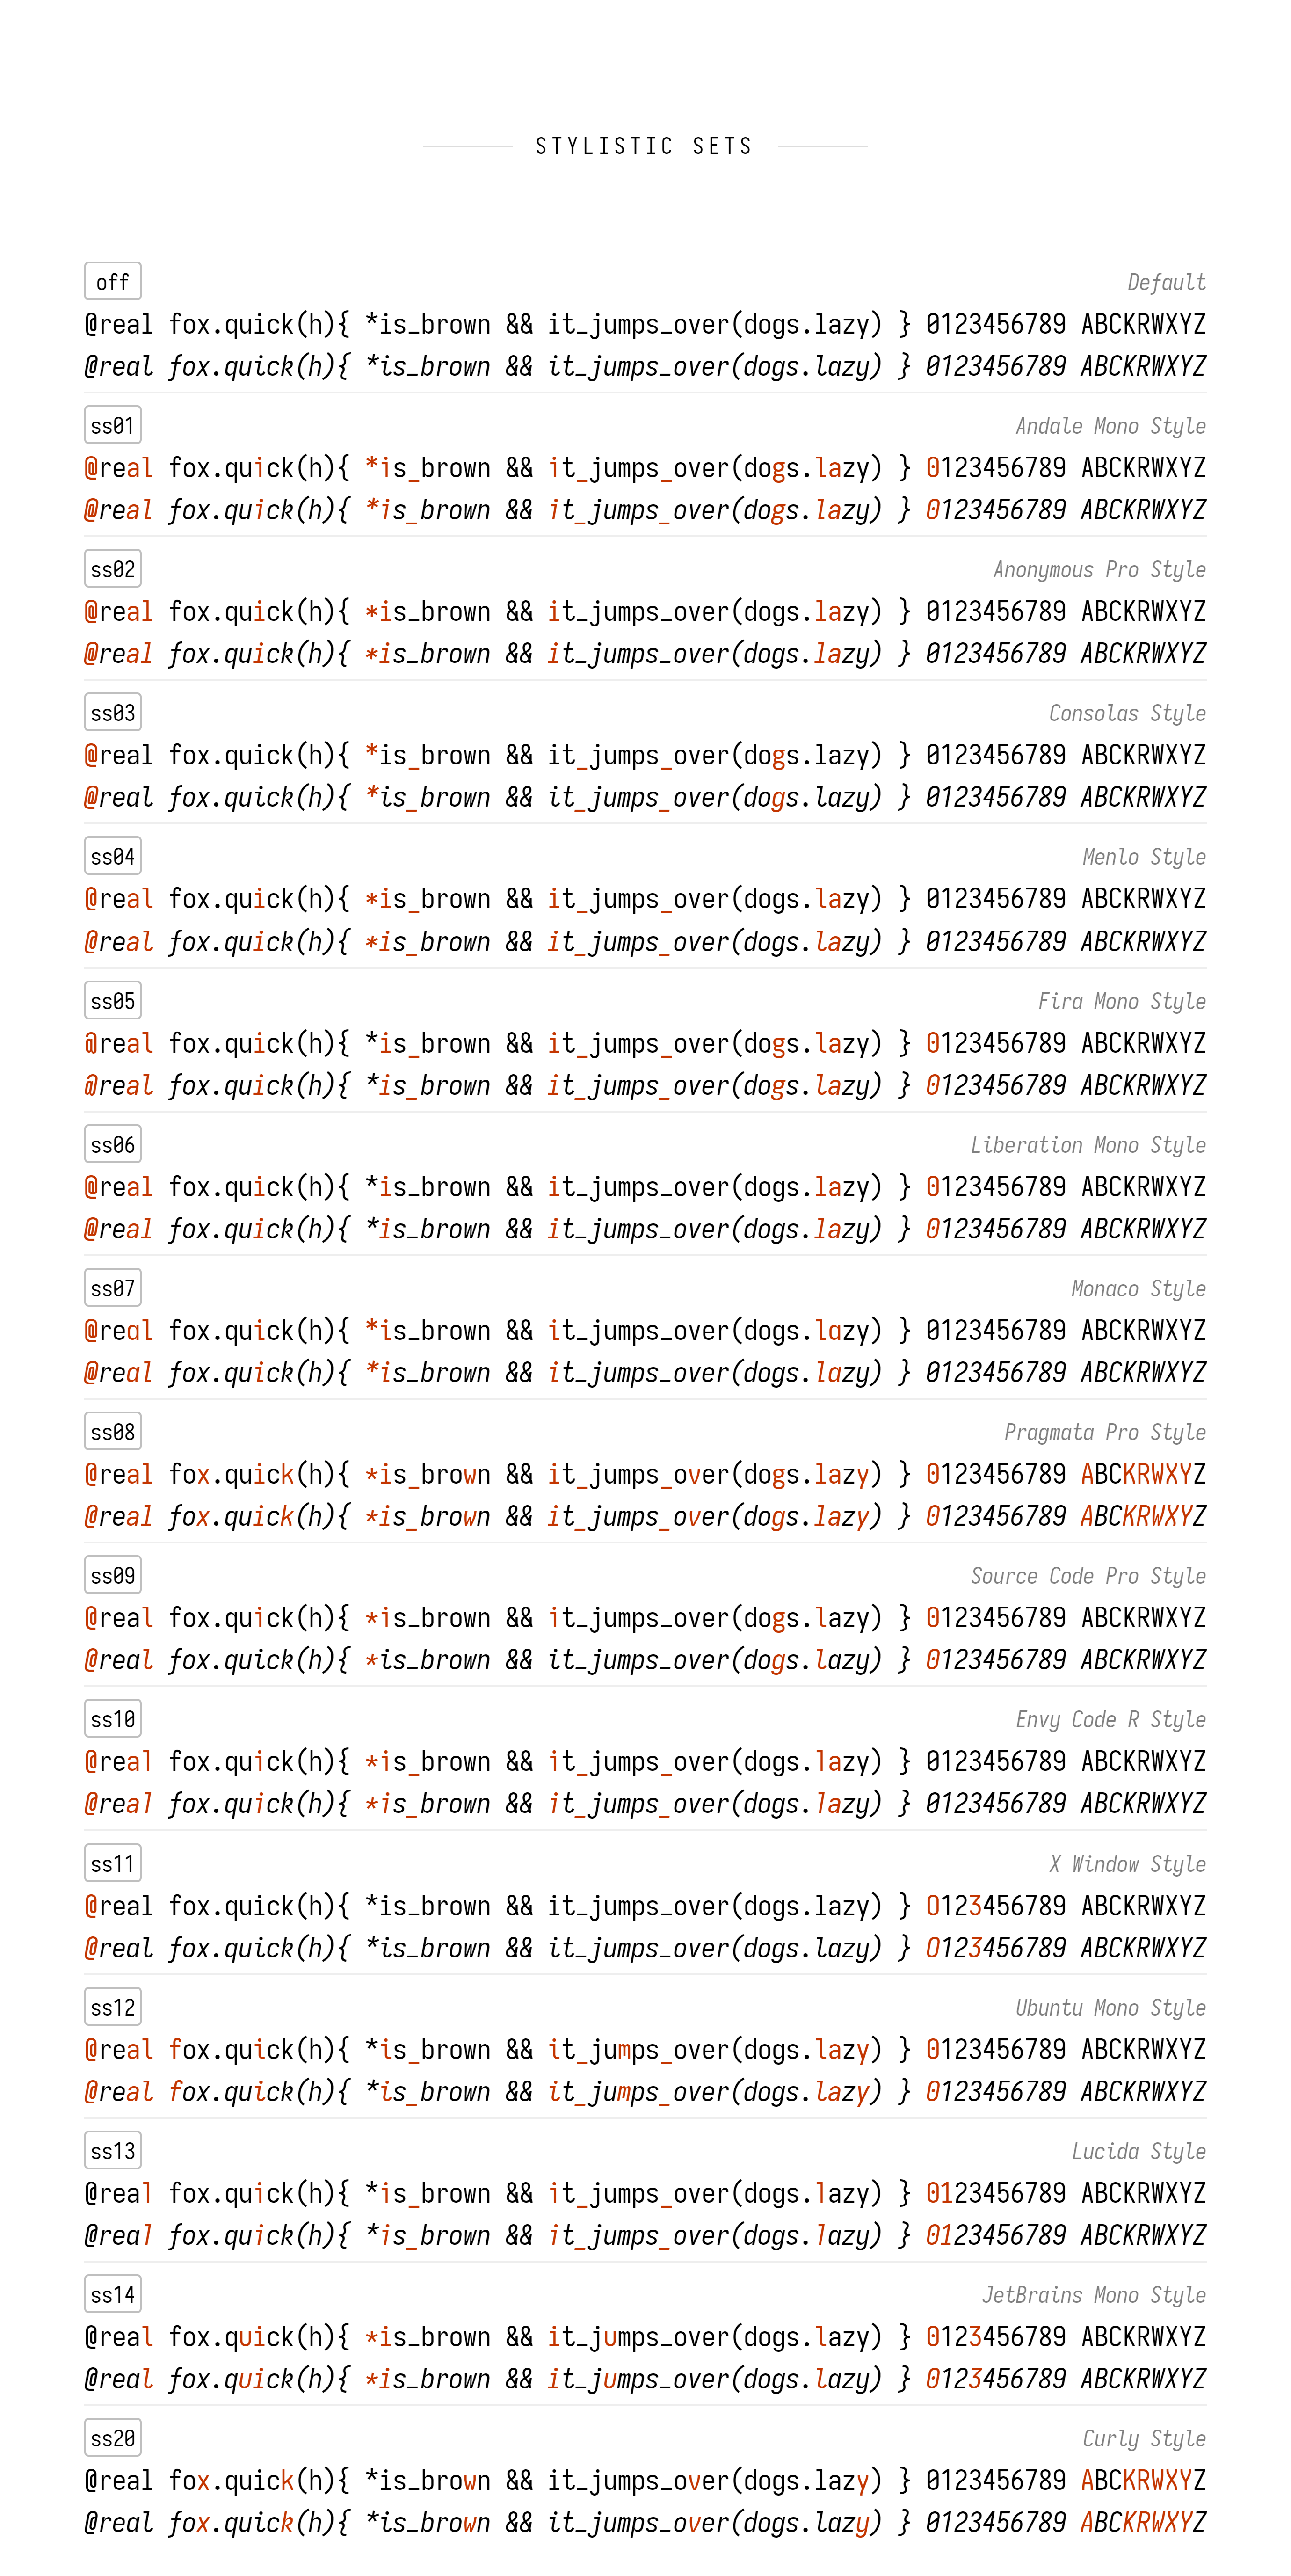 STYLISTIC SETS
off Default
@real fox.quick(h){ *is_brown && it_jumps_over(dogs.lazy) } 0123456789 ABCKRWXYZ
@real fox.quick(h){ *is_brown && it_jumps_over(dogs.lazy) } 0123456789 ABCKRWXYZ
ss01 Andale Mono Style
@real fox.quick(h){ *is_brown && it_jumps_over(dogs.lazy) } 0123456789 ABCKRWXYZ
@real fox.quick(h){ *is_brown && it_jumps_over(dogs.lazy) } 0123456789 ABCKRWXYZ
ss02 Anonymous Pro Style
@real fox.quick(h){ *is_brown && it_jumps_over(dogs.lazy) } 0123456789 ABCKRWXYZ
@real fox.quick(h){ *is_brown && it_jumps_over(dogs.lazy) } 0123456789 ABCKRWXYZ
ss03 Consolas Style
@real fox.quick(h){ *is_brown && it_jumps_over(dogs.lazy) } 0123456789 ABCKRWXYZ
@real fox.quick(h){ *is_brown && it_jumps_over(dogs.lazy) } 0123456789 ABCKRWXYZ
ss04 Menlo Style
@real fox.quick(h){ *is_brown && it_jumps_over(dogs.lazy) } 0123456789 ABCKRWXYZ
@real fox.quick(h){ *is_brown && it_jumps_over(dogs.lazy) } 0123456789 ABCKRWXYZ
ss05 Fira Mono Style
@real fox.quick(h){ *is_brown && it_jumps_over(dogs.lazy) } 0123456789 ABCKRWXYZ
@real fox.quick(h){ *is_brown && it_jumps_over(dogs.lazy) } 0123456789 ABCKRWXYZ
ss06 Liberation Mono Style
@real fox.quick(h){ *is_brown && it_jumps_over(dogs.lazy) } 0123456789 ABCKRWXYZ
@real fox.quick(h){ *is_brown && it_jumps_over(dogs.lazy) } 0123456789 ABCKRWXYZ
ss07 Monaco Style
@real fox.quick(h){ *is_brown && it_jumps_over(dogs.lazy) } 0123456789 ABCKRWXYZ
@real fox.quick(h){ *is_brown && it_jumps_over(dogs.lazy) } 0123456789 ABCKRWXYZ
ss08 Pragmata Pro Style
@real fox.quick(h){ *is_brown && it_jumps_over(dogs.lazy) } 0123456789 ABCKRWXYZ
@real fox.quick(h){ *is_brown && it_jumps_over(dogs.lazy) } 0123456789 ABCKRWXYZ
ss09 Source Code Pro Style
@real fox.quick(h){ *is_brown && it_jumps_over(dogs.lazy) } 0123456789 ABCKRWXYZ
@real fox.quick(h){ *is_brown && it_jumps_over(dogs.lazy) } 0123456789 ABCKRWXYZ
ss10 Envy Code R Style
@real fox.quick(h){ *is_brown && it_jumps_over(dogs.lazy) } 0123456789 ABCKRWXYZ
@real fox.quick(h){ *is_brown && it_jumps_over(dogs.lazy) } 0123456789 ABCKRWXYZ
ss11 X Window Style
@real fox.quick(h){ *is_brown && it_jumps_over(dogs.lazy) } 0123456789 ABCKRWXYZ
@real fox.quick(h){ *is_brown && it_jumps_over(dogs.lazy) } 0123456789 ABCKRWXYZ
ss12 Ubuntu Mono Style
@real fox.quick(h){ *is_brown && it_jumps_over(dogs.lazy) } 0123456789 ABCKRWXYZ
@real fox.quick(h){ *is_brown && it_jumps_over(dogs.lazy) } 0123456789 ABCKRWXYZ
ss13 Lucida Style
@real fox.quick(h){ *is_brown && it_jumps_over(dogs.lazy) } 0123456789 ABCKRWXYZ
@real fox.quick(h){ *is_brown && it_jumps_over(dogs.lazy) } 0123456789 ABCKRWXYZ
ss14 JetBrains Mono Style
@real fox.quick(h){ *is_brown && it_jumps_over(dogs.lazy) } 0123456789 ABCKRWXYZ
@real fox.quick(h){ *is_brown && it_jumps_over(dogs.lazy) } 0123456789 ABCKRWXYZ
ss20 Curly Style
@real fox.quick(h){ *is_brown && it_jumps_over(dogs.lazy) } 0123456789 ABCKRWXYZ
@real fox.quick(h){ *is_brown && it_jumps_over(dogs.lazy) } 0123456789 ABCKRWXYZ